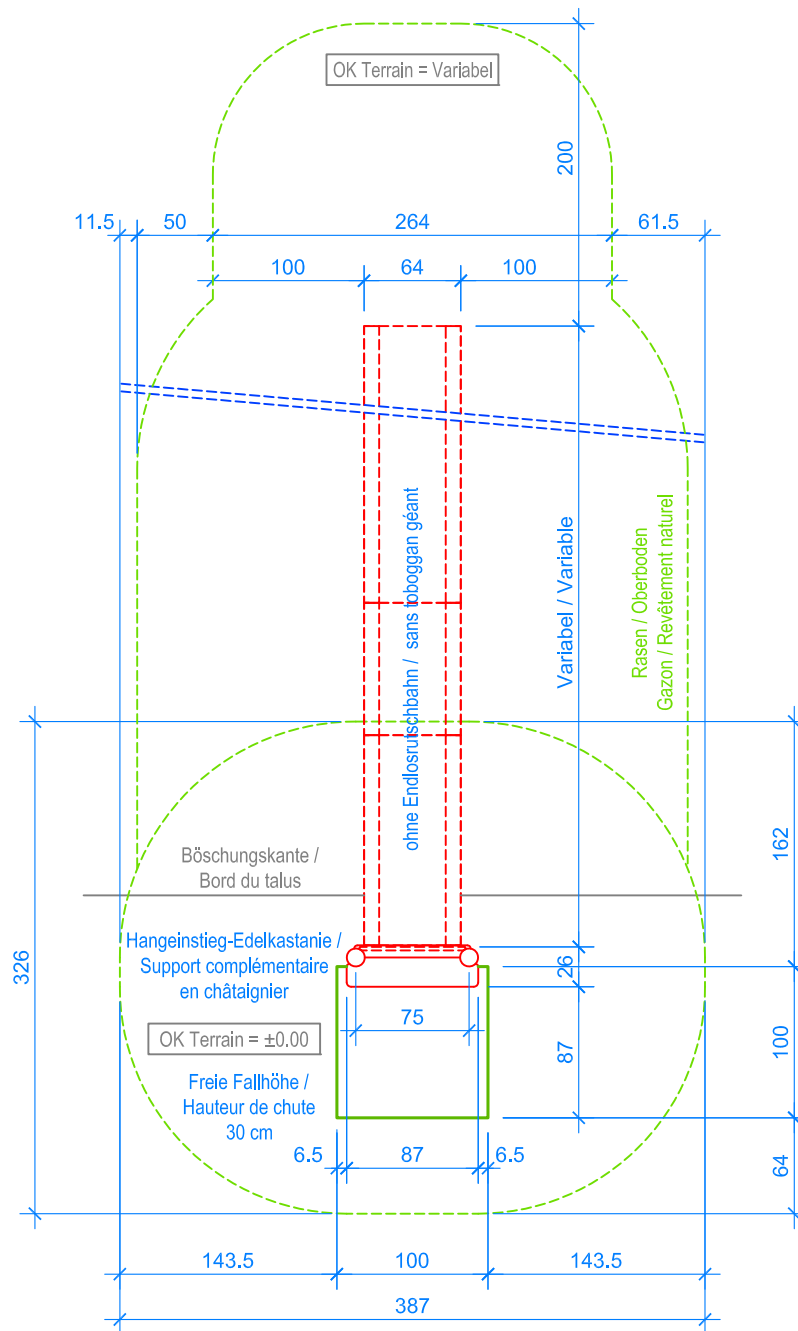 OK Terrain = Variabel
200
11.5
50
264
61.5
100
64
100
ohne Endlosrutschbahn / sans toboggan géant
Variabel / Variable
Rasen / Oberboden
Gazon / Revêtement naturel
Böschungskante /
Bord du talus
162
326
Hangeinstieg-Edelkastanie /
Support complémentaire
en châtaignier
26
75
OK Terrain = ±0.00
87
100
Freie Fallhöhe /
Hauteur de chute
30 cm
6.5
87
6.5
64
143.5
100
143.5
387